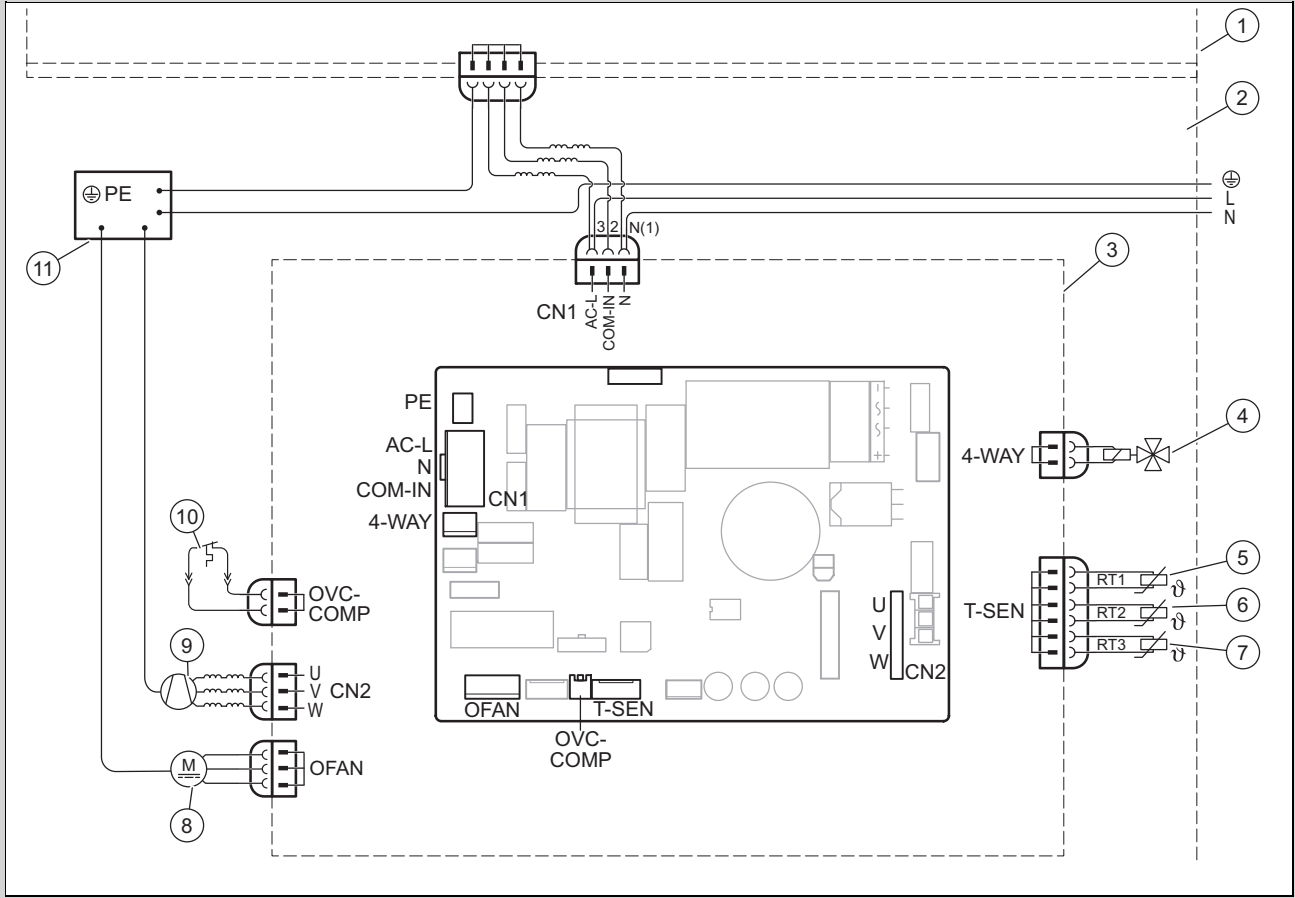 1
2
PE
L
N
11
3 2 N(1)
3
CN1
AC-L
COM-IN
N
PE
AC-L
N
COM-IN
CN1
4-WAY
4-WAY
4
10
OVC-
COMP
T-SEN
RT1
ϑ
5
RT2
ϑ
6
RT3
ϑ
7
U
V
W
CN2
9
U
V
W
CN2
OFAN
T-SEN
OVC-
COMP
M
OFAN
8